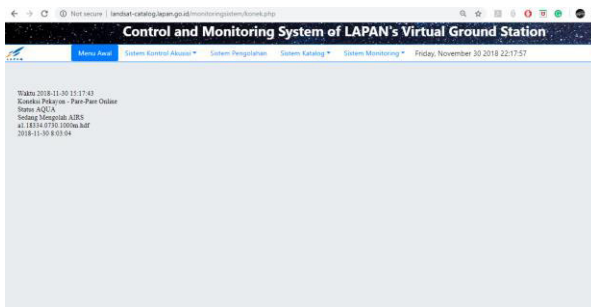 Not secure | landsat-catalog.lapan.go.id/monitoringsistem/konek.php
Control and Monitoring System of LAPAN's Virtual Ground Station
LAPAN
Menu Awal Sistem Kontrol Akuisi Sistem Pengolahan Sistem Katalog Sistem Monitoring Friday, November 30 2018 22:17:57
Waktu 2018-11-30 15:17:43
Koneksi Pekayon - Pare-Pare Online
Status AQUA
Sedang Mengolah AIRS
a1.18334.0730.1000m.hdf
2018-11-30 8:03:04